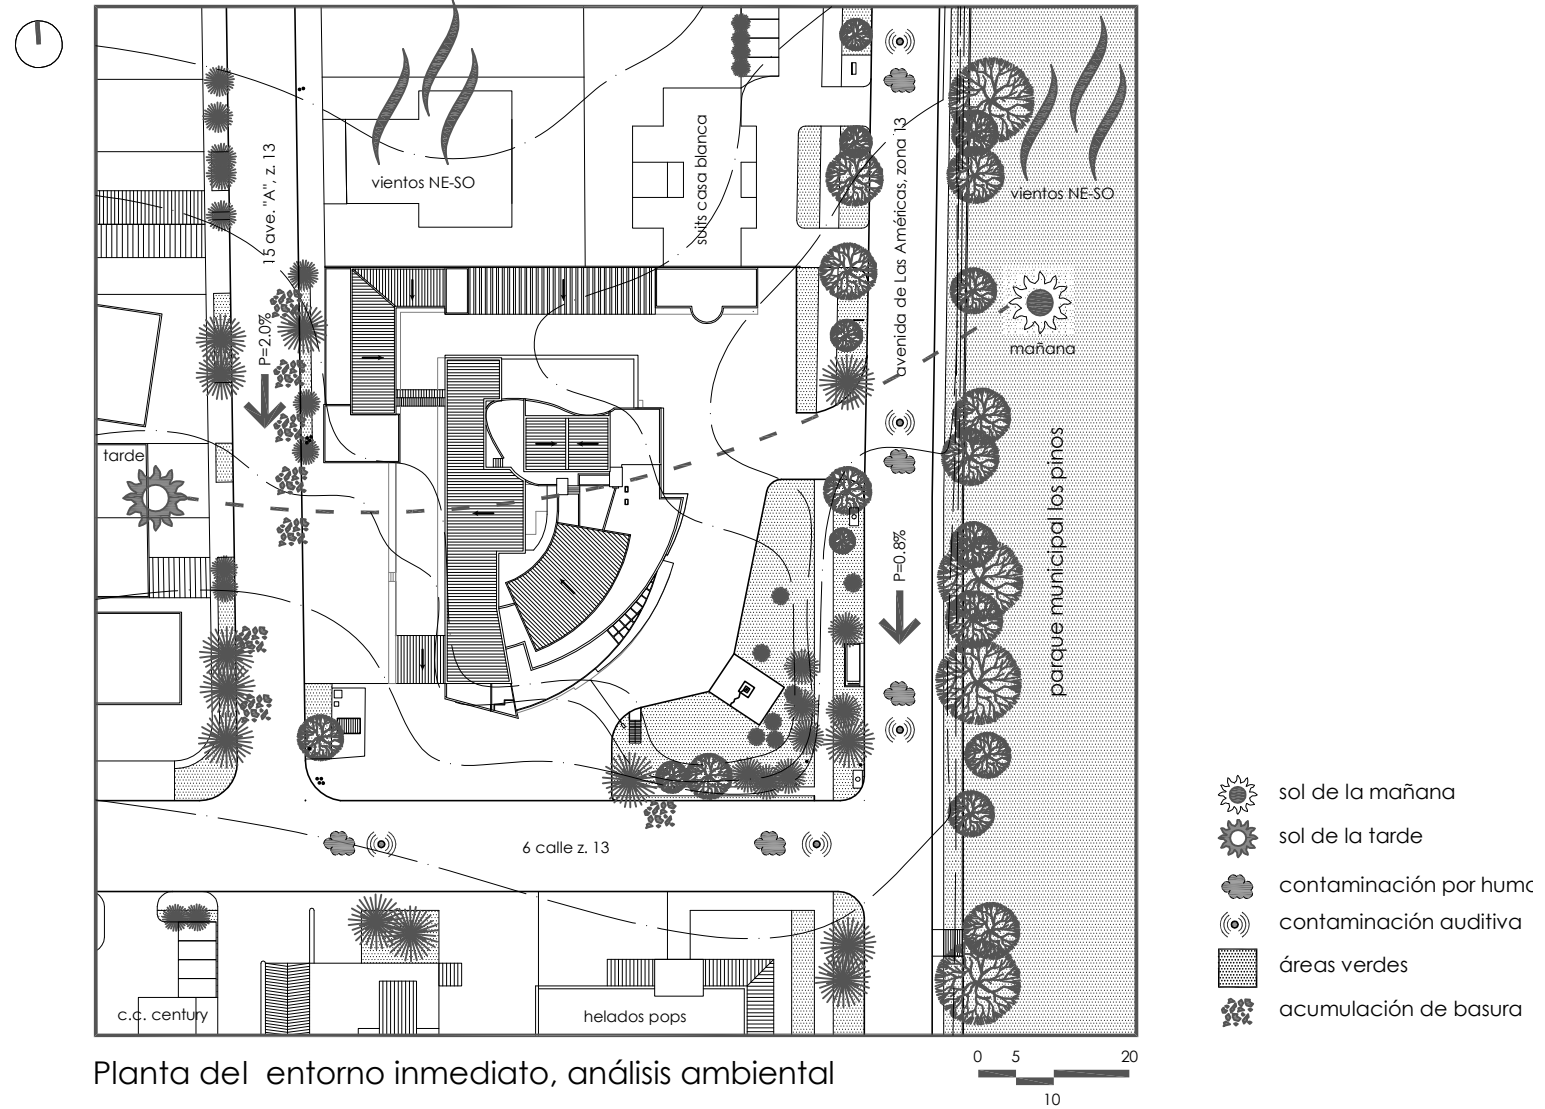 vientos NE-SO
vientos NE-SO
15 ave. "A", z. 13
suits casa blanca
avenida de Las Américas, zona 13
P=2.0%
mañana
tarde
P=0.8%
parque municipal los pinos
6 calle z. 13
c.c. century
helados pops
sol de la mañana
sol de la tarde
contaminación por humo
contaminación auditiva
áreas verdes
acumulación de basura
Planta del entorno inmediato, análisis ambiental
0 5 20
10